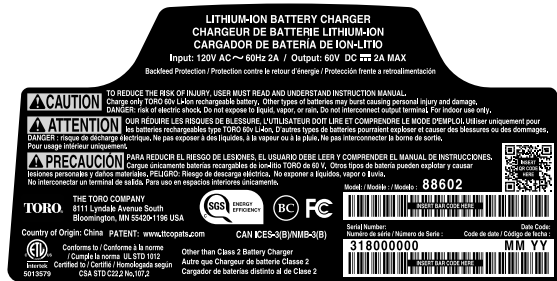 LITHIUM-ION BATTERY CHARGER
CHARGEUR DE BATTERIE LITHIUM-ION
CARGADOR DE BATERÍA DE ION-LITIO
Input: 120V AC ~ 60Hz 2A / Output: 60V DC ⎓ 2A MAX
Backfeed Protection / Protection contre le retour d'énergie / Protección frente a retroalimentación
CAUTION TO REDUCE THE RISK OF INJURY, USER MUST READ AND UNDERSTAND INSTRUCTION MANUAL.
Charge only TORO 60v Li-Ion rechargeable battery, Other types of batteries may burst causing personal injury and damage.
DANGER: risk of electric shock. Do not expose to liquid, vapor, or rain. Do not interconnect output terminal. For indoor use only.
ATTENTION OUR RÉDUIRE LES RISQUES DE BLESSURE, L'UTILISATEUR DOIT LIRE ET COMPRENDRE LE MODE D'EMPLOI. Utiliser uniquement pour
les batteries rechargeables type TORO 60v Li-Ion, D'autres types de batteries pourraient exploser et causer des blessures ou des dommages,
DANGER : risque de décharge électrique, Ne pas exposer à des liquides, à la vapeur ou à la pluie. Ne pas interconnecter la borne de sortie.
Pour usage intérieur uniquement.
PRECAUCIÓN PARA REDUCIR EL RIESGO DE LESIONES, EL USUARIO DEBE LEER Y COMPRENDER EL MANUAL DE INSTRUCCIONES.
Cargue únicamente baterías recargables de ion-litio TORO de 60 V, Otros tipos de batería pueden explotar y causar
lesiones personales y daños materiales, PELIGRO: Riesgo de descarga eléctrica, No exponer a líquidos, vapor o lluvia.
No interconectar un terminal de salida. Para uso en espacios interiores únicamente.
INSERT
QR CODE
HERE
Model: / Modèle : / Modelo : 88602
INSERT BAR CODE HERE
TORO.
THE TORO COMPANY
8111 Lyndale Avenue South
Bloomington, MN 55420-1196 USA
SGS ENERGY
EFFICIENCY
BC
FC
Country of Origin: China PATENT: www.ttcopats.com CAN ICES-3(B)/NMB-3(B)
Serial Number: Date Code:
Numéro de série / Número de Serie : Code de date / Código de fecha :
318000000 MM YY
INSERT BAR CODE HERE
ETL
Intertek
5013579
Conforms to / Conforme à la norme
/ Cumple la norma UL STD 1012
Certified to / Certifié / Homologada según
CSA STD C22,2 No,107,2
Other than Class 2 Battery Charger
Autre que Chargeur de batterie Classe 2
Cargador de baterías distinto al de Clase 2